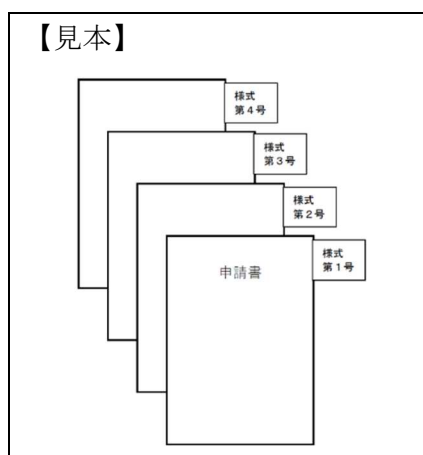 【見本】
様式
第４号
様式
第３号
様式
第２号
様式
第１号
申請書